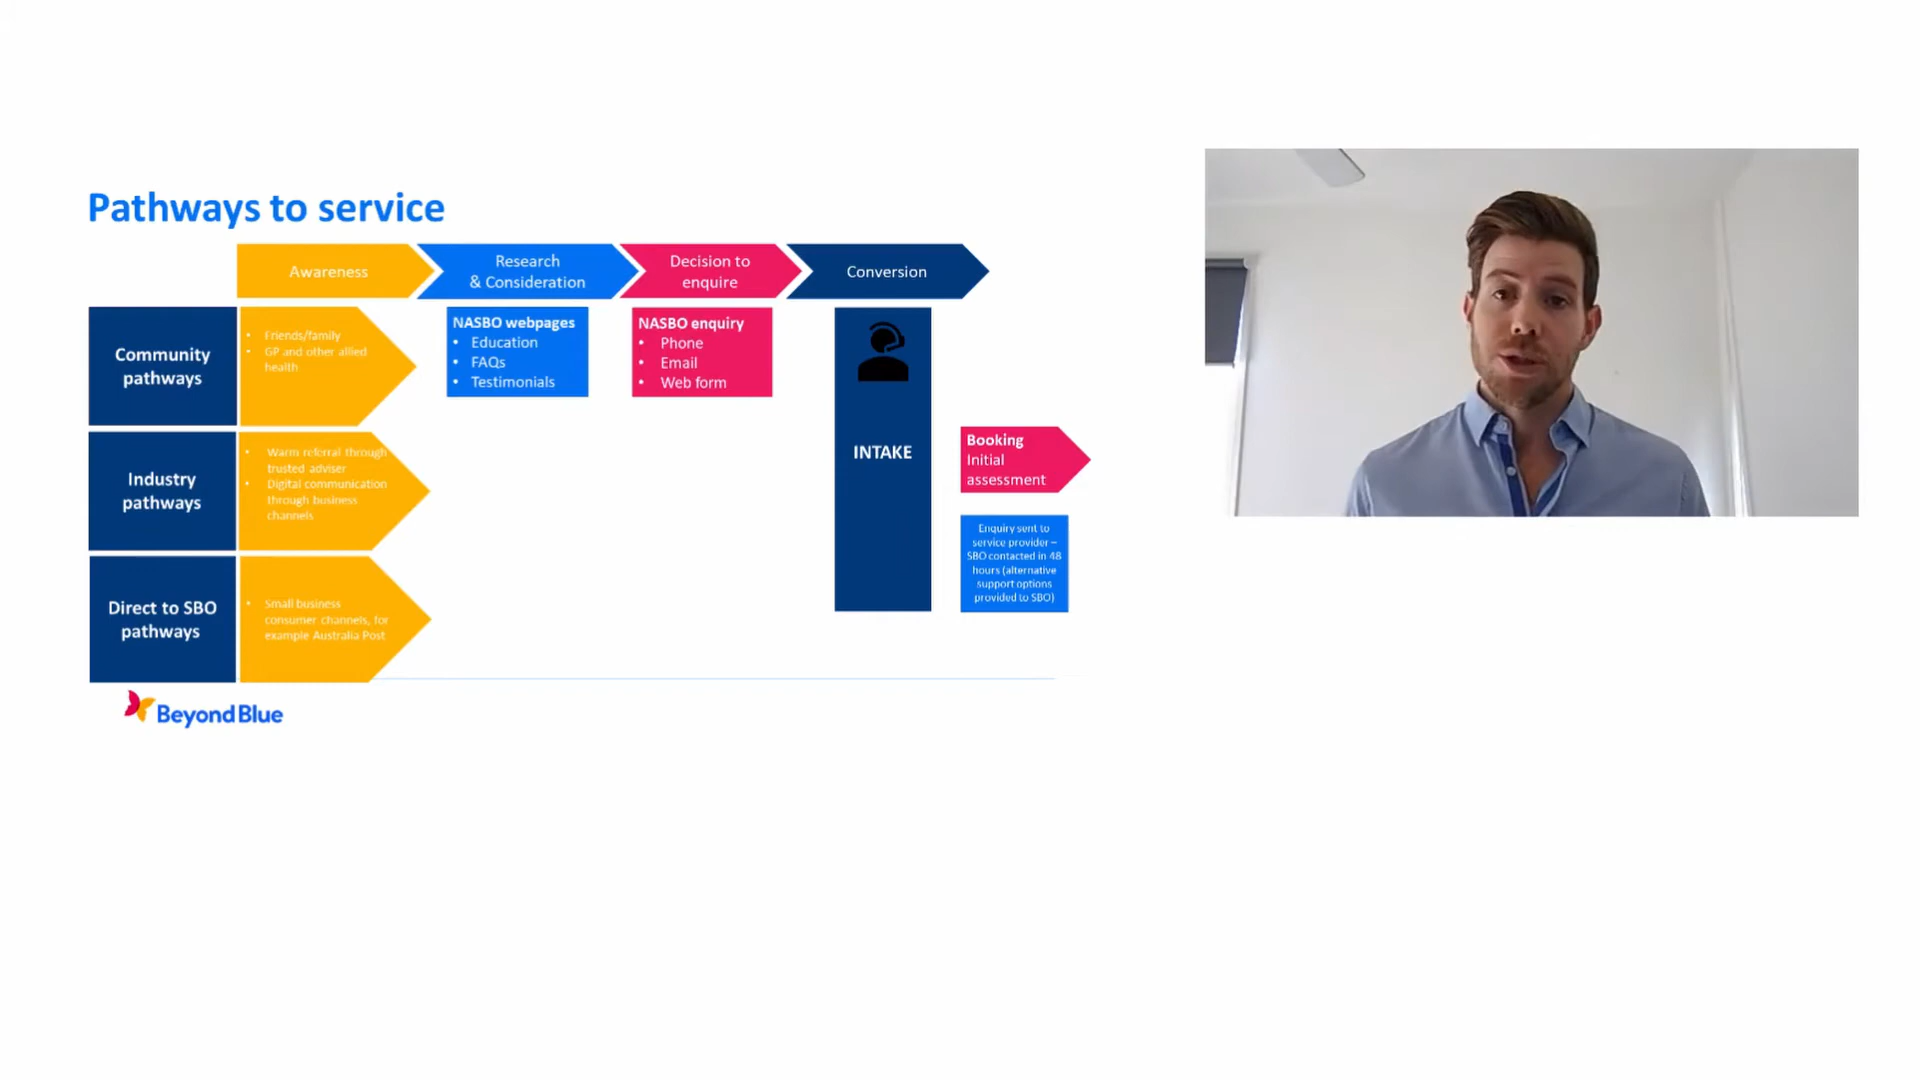 Pathways to service
Awareness
Research
& Consideration
Decision to
enquire
Conversion
Community
pathways
• Friends/family
• GP and other allied
health
NASBO webpages
• Education
• FAQs
• Testimonials
NASBO enquiry
• Phone
• Email
• Web form
INTAKE
Industry
pathways
• Warm referral through
trusted adviser
• Digital communication
through business
channels
Booking
Initial
assessment
Enquiry sent to
service provider –
SBO contacted in 48
hours (alternative
support options
provided to SBO)
Direct to SBO
pathways
• Small business
consumer channels, for
example Australia Post
Beyond Blue